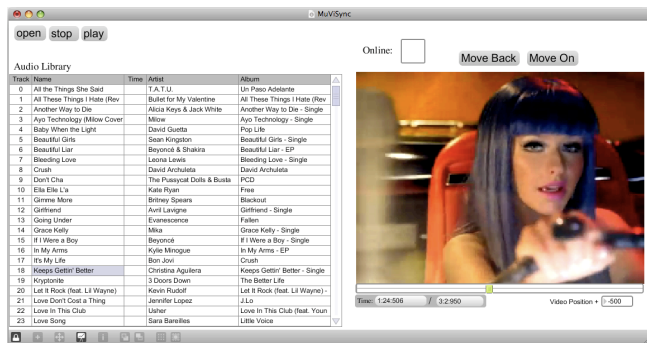 MuViSync
open stop play
Online:
Move Back Move On
Audio Library
Track Name Time Artist Album
0 All the Things She Said T.A.T.U. Un Paso Adelante
1 All These Things I Hate (Rev Bullet for My Valentine All These Things I Hate (Rev
2 Another Way to Die Alicia Keys & Jack White Another Way to Die - Single
3 Ayo Technology (Milow Cover Milow Ayo Technology - Single
4 Baby When the Light David Guetta Pop Life
5 Beautiful Girls Sean Kingston Beautiful Girls - Single
6 Beautiful Liar Beyoncé & Shakira Beautiful Liar - EP
7 Bleeding Love Leona Lewis Bleeding Love - Single
8 Crush David Archuleta David Archuleta
9 Don't Cha The Pussycat Dolls & Busta PCD
10 Ella Elle L'a Kate Ryan Free
11 Gimme More Britney Spears Blackout
12 Girlfriend Avril Lavigne Girlfriend - Single
13 Going Under Evanescence Fallen
14 Grace Kelly Mika Grace Kelly - Single
15 If I Were a Boy Beyoncé If I Were a Boy - Single
16 In My Arms Kylie Minogue In My Arms - EP
17 It's My Life Bon Jovi Crush
18 Keeps Gettin' Better Christina Aguilera Keeps Gettin' Better - Single
19 Kryptonite 3 Doors Down The Better Life
20 Let It Rock (feat. Lil Wayne) Kevin Rudolf Let It Rock (feat. Lil Wayne) -
21 Love Don't Cost a Thing Jennifer Lopez J.Lo
22 Love In This Club Usher Love In This Club (feat. Youn
23 Love Song Sara Bareilles Little Voice
Time: 1:24:506 / 3:2:950 Video Position + -500